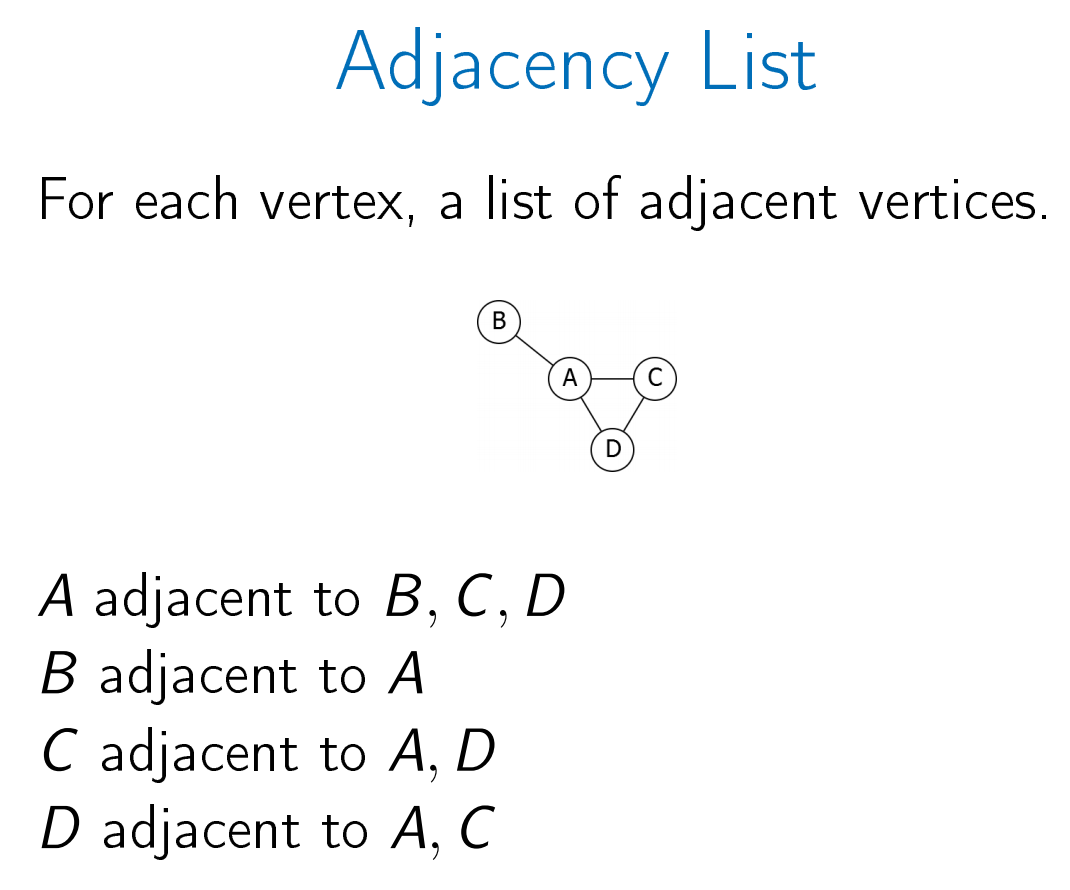 Adjacency List
For each vertex, a list of adjacent vertices.
B
A C
D
A adjacent to B, C, D
B adjacent to A
C adjacent to A, D
D adjacent to A, C